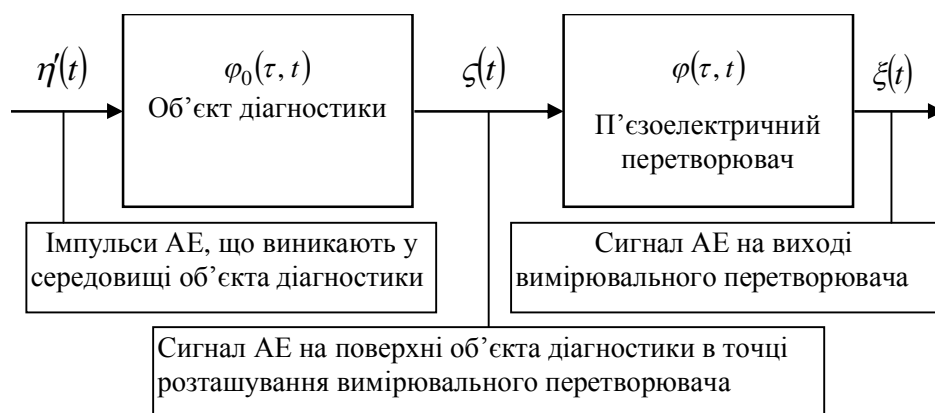 η′(t)
φ₀(τ, t)
Об’єкт діагностики
ς(t)
φ(τ, t)
П’єзоелектричний
перетворювач
ξ(t)
Імпульси АЕ, що виникають у
середовищі об’єкта діагностики
Сигнал АЕ на виході
вимірювального перетворювача
Сигнал АЕ на поверхні об’єкта діагностики в точці
розташування вимірювального перетворювача